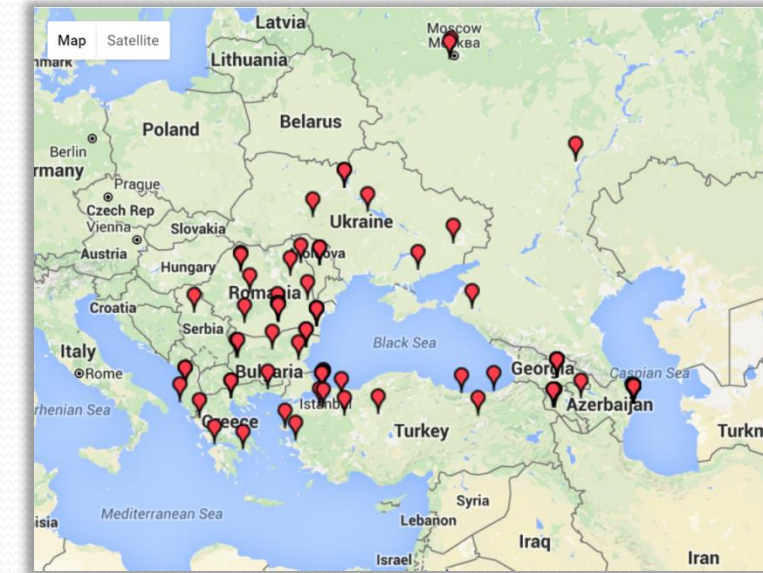 Latvia
Moscow
Map Satellite
nmark
Lithuania
Belarus
Poland
Berlin
rmany
Prague
Czech Rep
Ukraine
Vienna
Slovakia
Austria
Hungary
Romania
Croatia
Serbia
Black Sea
Italy
Rome
Bulgaria
Georgia
Caspian Sea
rhenian Sea
Istanbul
Azerbaijan
Greece
Turkey
Turkm
Syria
Mediterranean Sea
isia
Lebanon
Iraq
Israel
Iran